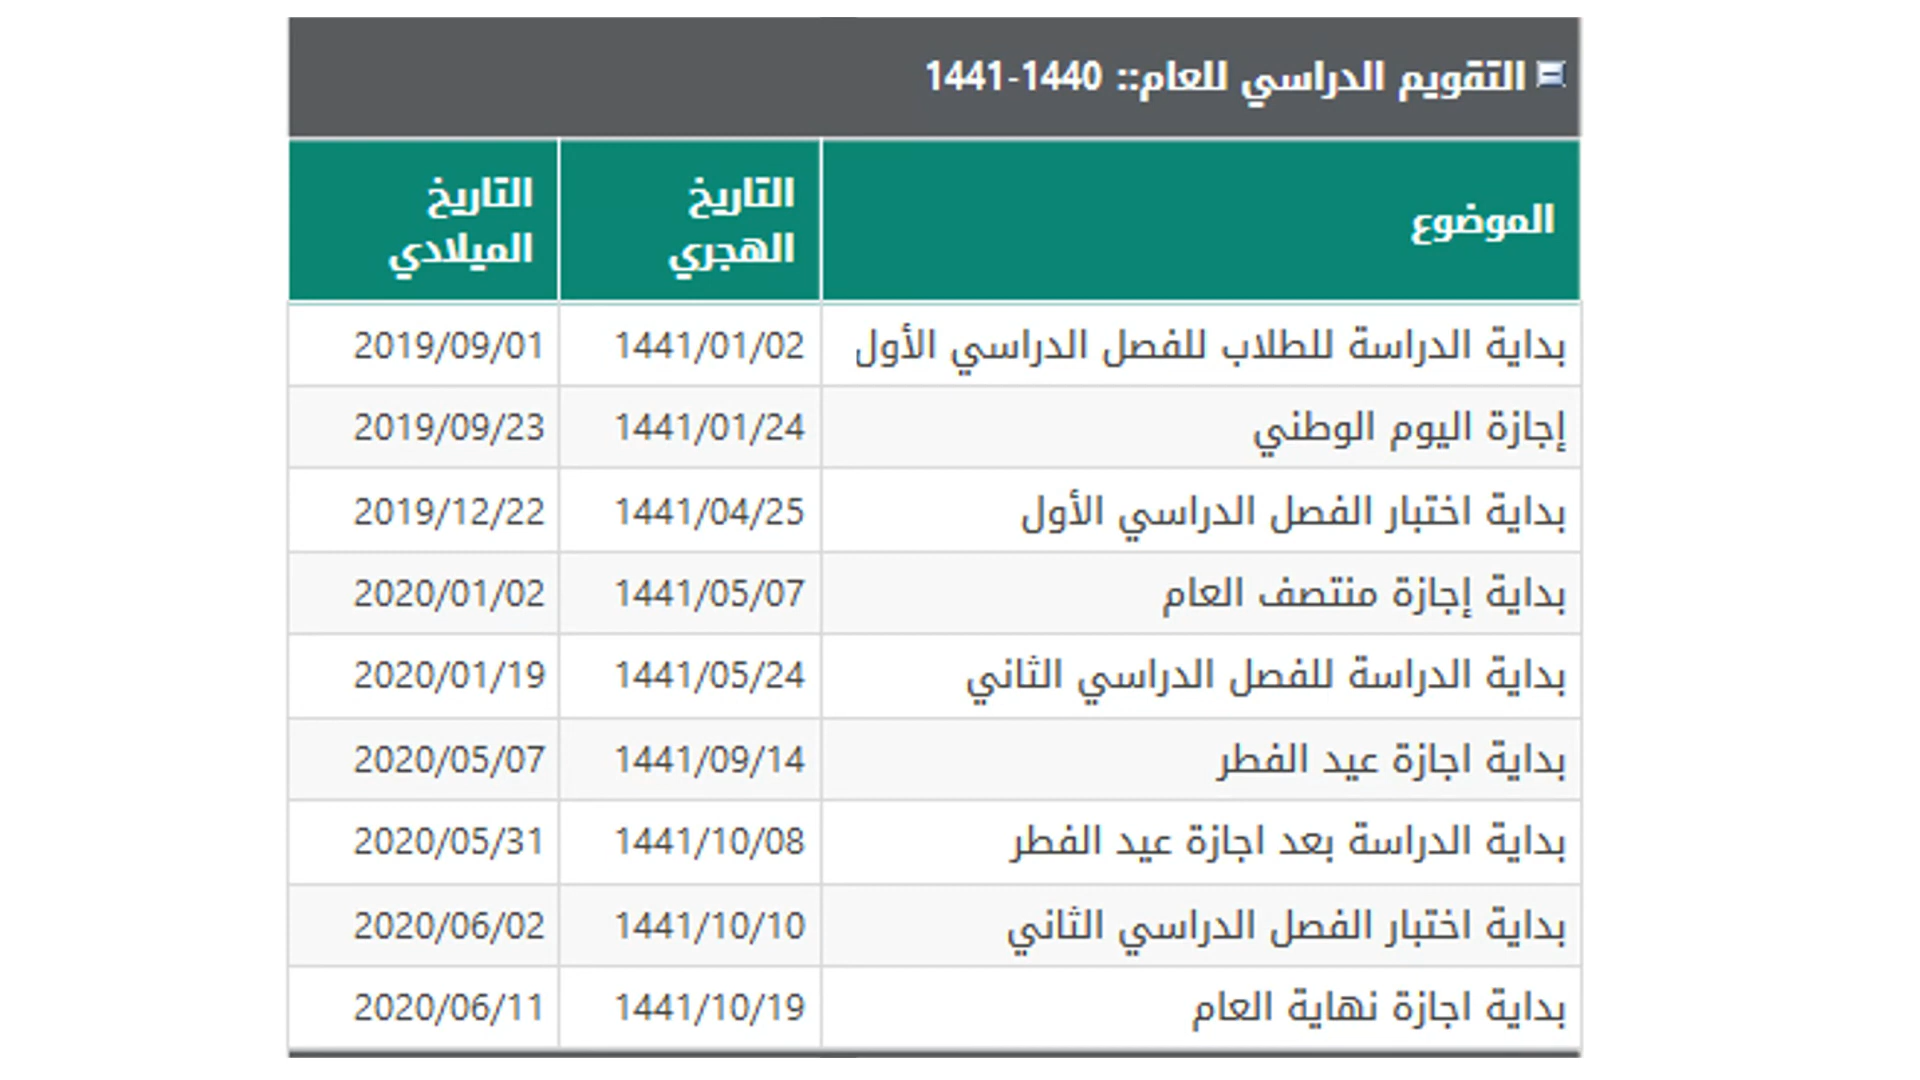 التقويم الدراسي للعام:: 1440-1441
الموضوع التاريخ الهجري التاريخ الميلادي
بداية الدراسة للطلاب للفصل الدراسي الأول 1441/01/02 2019/09/01
إجازة اليوم الوطني 1441/01/24 2019/09/23
بداية اختبار الفصل الدراسي الأول 1441/04/25 2019/12/22
بداية إجازة منتصف العام 1441/05/07 2020/01/02
بداية الدراسة للفصل الدراسي الثاني 1441/05/24 2020/01/19
بداية اجازة عيد الفطر 1441/09/14 2020/05/07
بداية الدراسة بعد اجازة عيد الفطر 1441/10/08 2020/05/31
بداية اختبار الفصل الدراسي الثاني 1441/10/10 2020/06/02
بداية اجازة نهاية العام 1441/10/19 2020/06/11